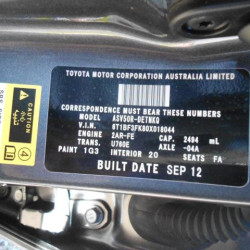 TOYOTA MOTOR CORPORATION AUSTRALIA LIMITED
CORRESPONDENCE MUST BEAR THESE NUMBERS
MODEL ASV50R-DETNKQ
V.I.N. 6T1BF3FK80X018044
ENGINE 2AR-FE CAP. 2494 mL
TRANS. U760E AXLE -04A
PAINT 1G3 INTERIOR 20 SEATS FA
BUILT DATE SEP 12